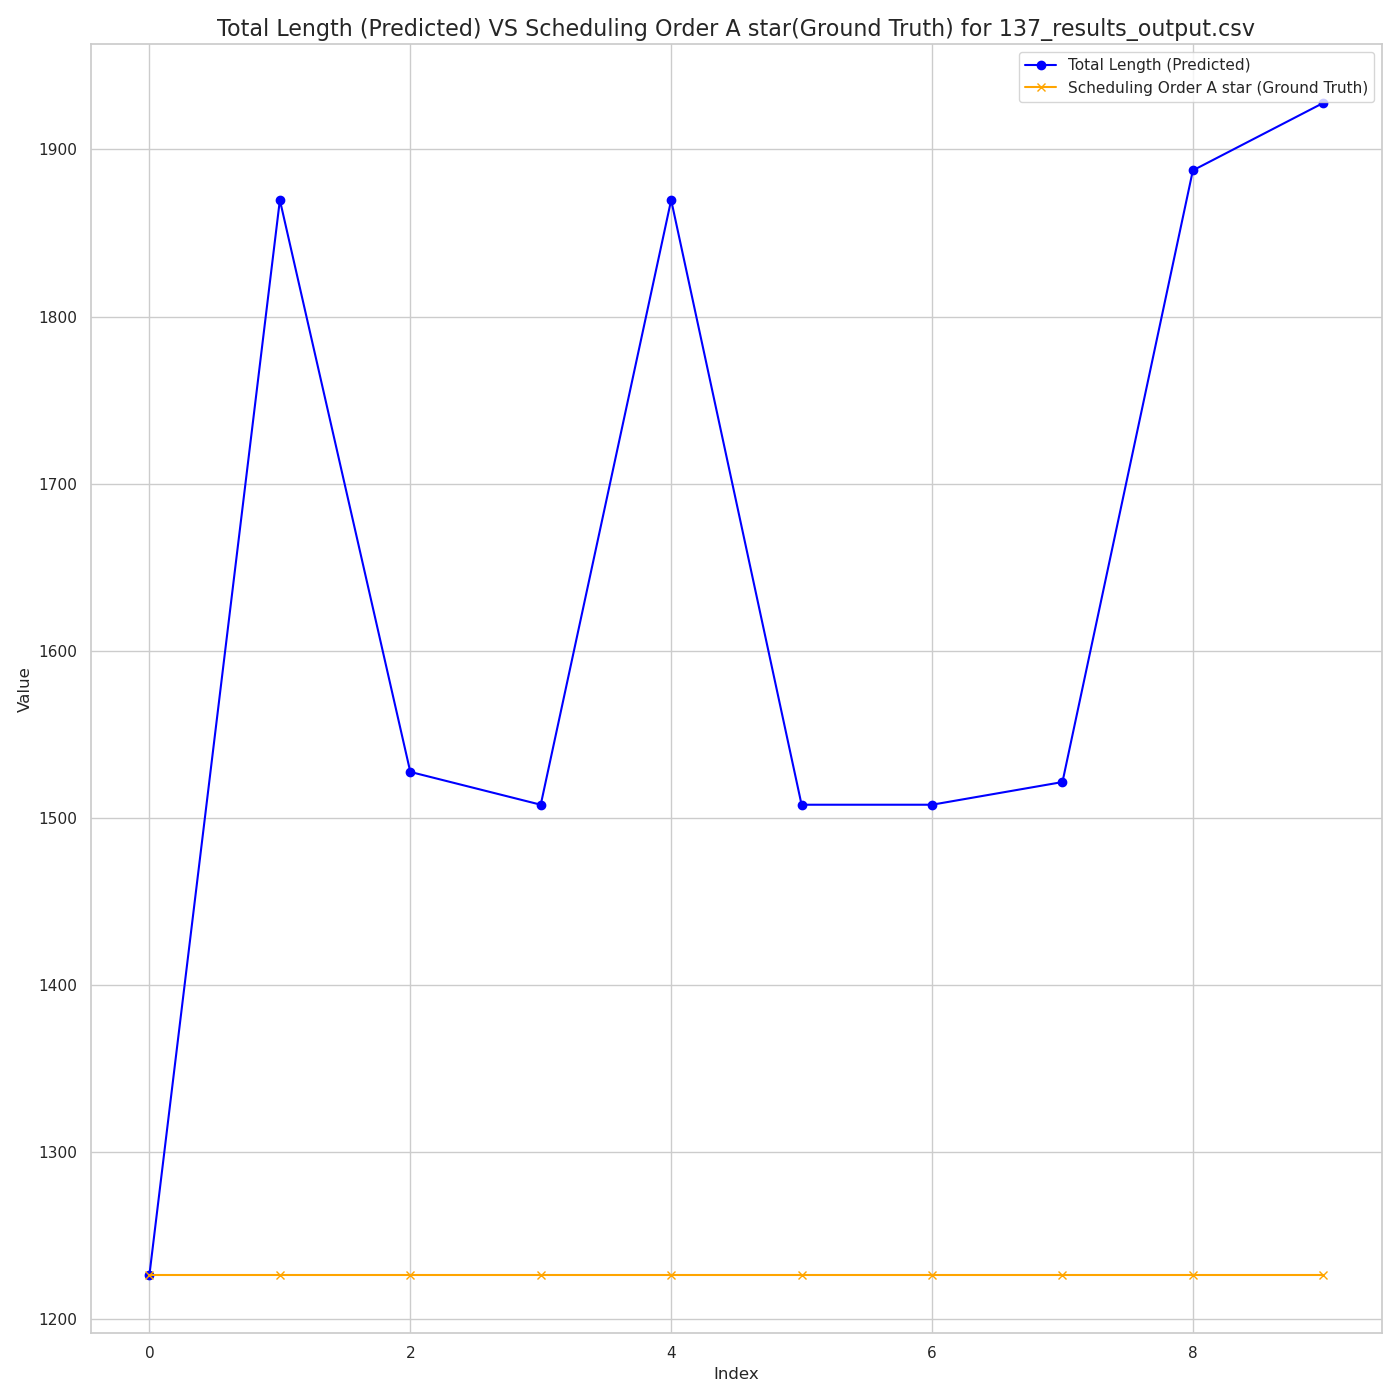 Total Length (Predicted) VS Scheduling Order A star(Ground Truth) for 137_results_output.csv
Total Length (Predicted)
Scheduling Order A star (Ground Truth)
1900
1800
1700
1600
1500
1400
1300
1200
Value
0 2 4 6 8
Index